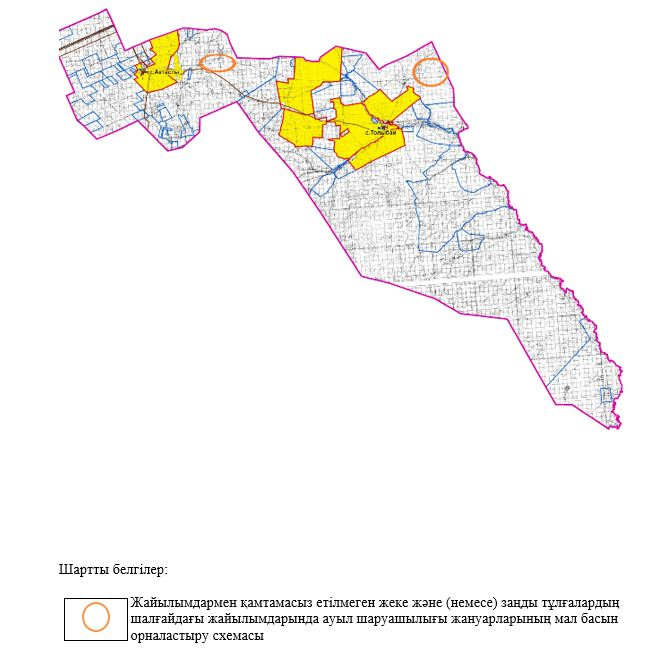 с.Актасты
с.Толыбай
Шартты белгілер:
Жайылымдармен қамтамасыз етілмеген жеке және (немесе) заңды тұлғалардың
шалғайдағы жайылымдарында ауыл шаруашылығы жануарларының мал басын
орналастыру схемасы